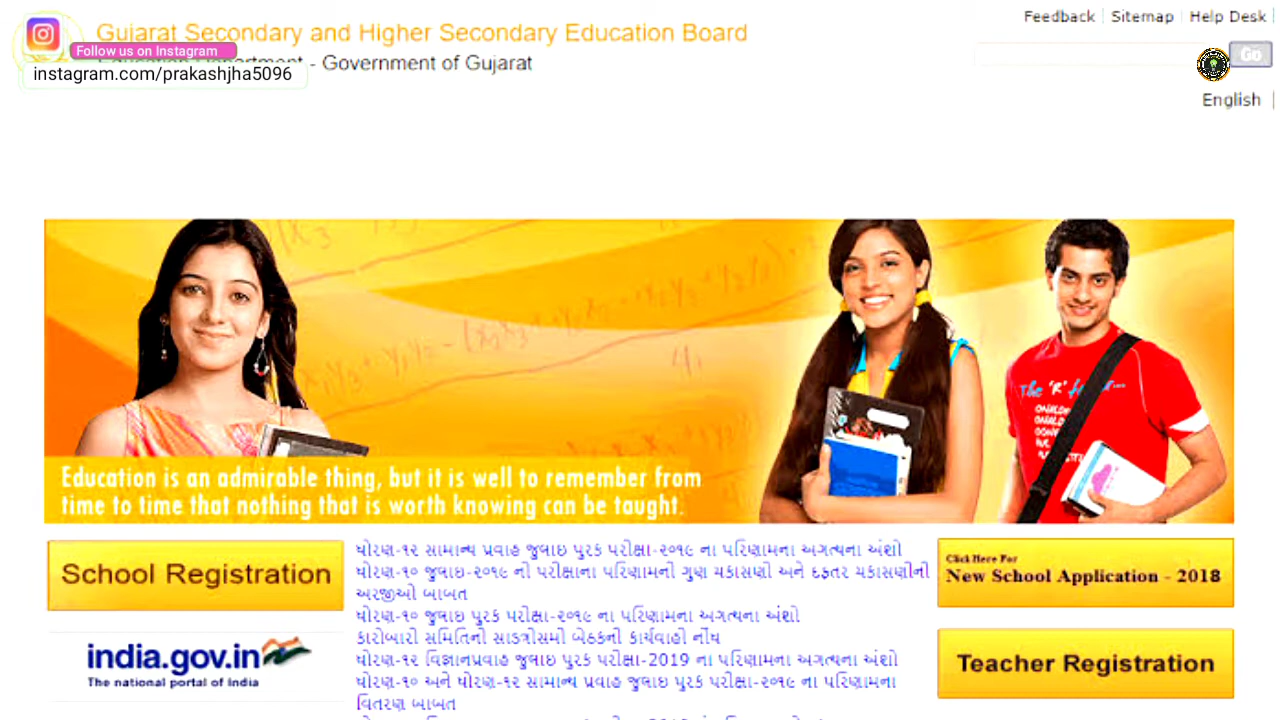 Feedback
Sitemap
Help Desk
Gujarat Secondary and Higher Secondary Education Board
Follow us on Instagram
- Government of Gujarat
instagram.com/prakashjha5096
Go
English
Education is an admirable thing, but it is well to remember from
time to time that nothing that is worth knowing can be taught.
The 'R' f
School Registration
india.gov.in
The national portal of India
ધોરણ-૧૨ સામાન્ય પ્રવાહ જુલાઇ પુરક પરીક્ષા-૨૦૧૯ ના પરિણામના અગત્યના અંશો
ધોરણ-૧૦ જુલાઇ-૨૦૧૯ ની પરીક્ષાના પરિણામની ગુણ ચકાસણી અને દફતર ચકાસણીની
અરજીઓ બાબત
ધોરણ-૧૦ જુલાઇ પુરક પરીક્ષા-૨૦૧૯ ના પરિણામના અગત્યના અંશો
કારોબારી સમિતિની સાડત્રીસમી બેઠકની કાર્યવાહી નોંધ
ધોરણ-૧૨ વિજ્ઞાનપ્રવાહ જુલાઇ પુરક પરીક્ષા-2019 ના પરિણામના અગત્યના અંશો
ધોરણ-૧૦ અને ધોરણ-૧૨ સામાન્ય પ્રવાહ જુલાઇ પુરક પરીક્ષા-૨૦૧૯ ના પરિણામના
વિતરણ બાબત
Click Here For
New School Application - 2018
Teacher Registration